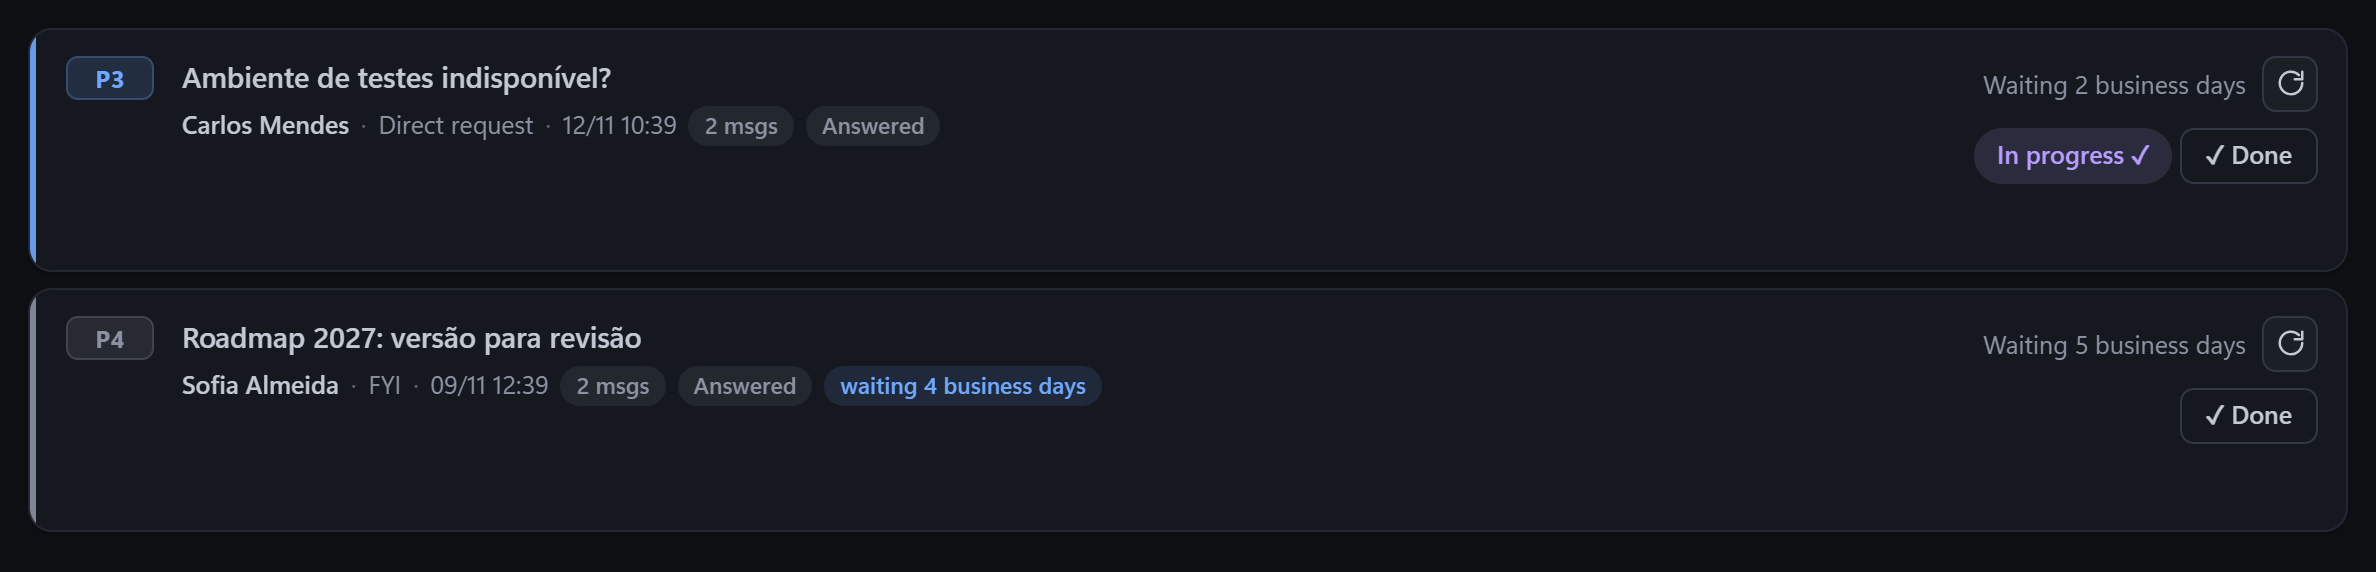 P3 Ambiente de testes indisponível? Waiting 2 business days
Carlos Mendes · Direct request · 12/11 10:39 2 msgs Answered
In progress ✓ ✓ Done
P4 Roadmap 2027: versão para revisão Waiting 5 business days
Sofia Almeida · FYI · 09/11 12:39 2 msgs Answered waiting 4 business days
✓ Done